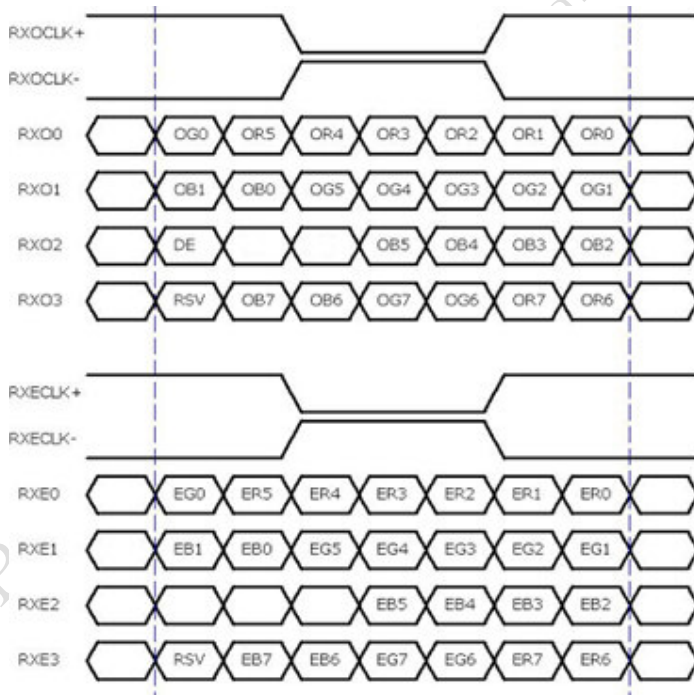 RXOCLK+
RXOCLK-
RXO0 OG0 OR5 OR4 OR3 OR2 OR1 OR0
RXO1 OB1 OB0 OG5 OG4 OG3 OG2 OG1
RXO2 DE OB5 OB4 OB3 OB2
RXO3 RSV OB7 OB6 OG7 OG6 OR7 OR6
RXECLK+
RXECLK-
RXE0 EG0 ER5 ER4 ER3 ER2 ER1 ER0
RXE1 EB1 EB0 EG5 EG4 EG3 EG2 EG1
RXE2 EB5 EB4 EB3 EB2
RXE3 RSV EB7 EB6 EG7 EG6 ER7 ER6